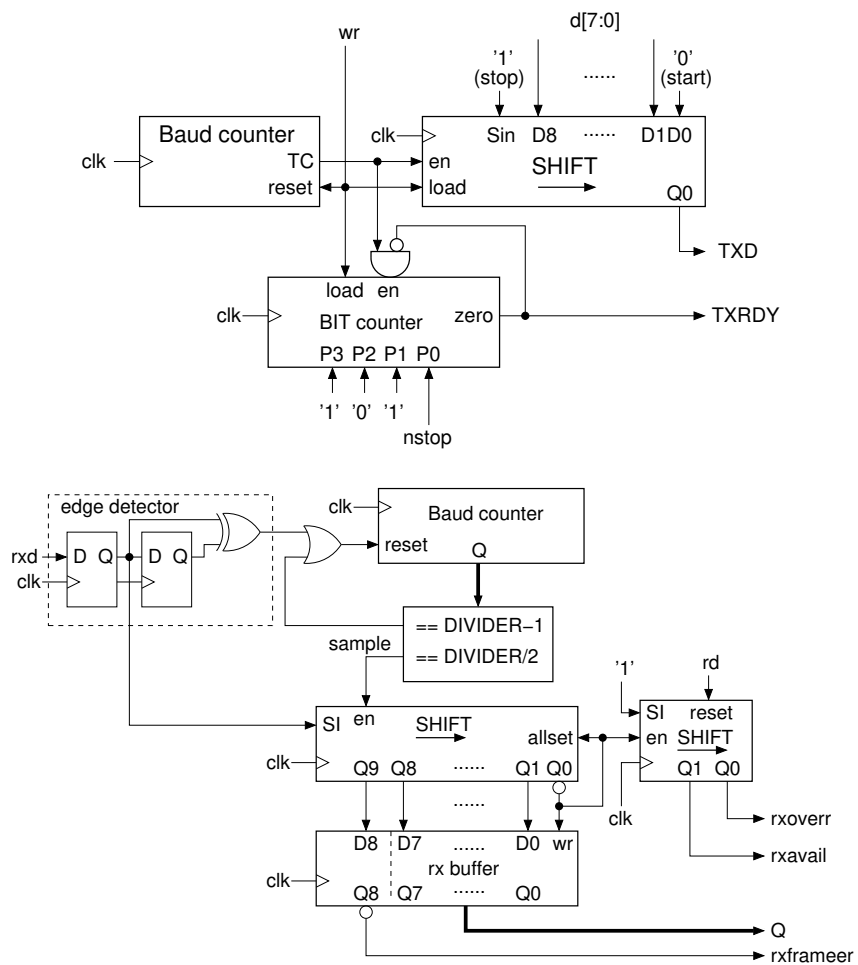 d[7:0]
wr
'1' ...... '0'
(stop) (start)
Baud counter
clk
TC
reset
clk
Sin D8 ...... D1D0
en SHIFT
load
Q0
TXD
load en
clk
BIT counter
zero
TXRDY
P3 P2 P1 P0
'1' '0' '1'
nstop
edge detector
clk
Baud counter
reset
Q
rxd D Q D Q
clk
== DIVIDER−1
sample
== DIVIDER/2
'1' rd
SI en SHIFT
allset
clk
Q9 Q8 ...... Q1 Q0
SI reset
en SHIFT
Q1 Q0
clk
......
D8 D7 ...... D0 wr
rx buffer
clk
Q8 Q7 ...... Q0
rxoverr
rxavail
Q
rxframeer